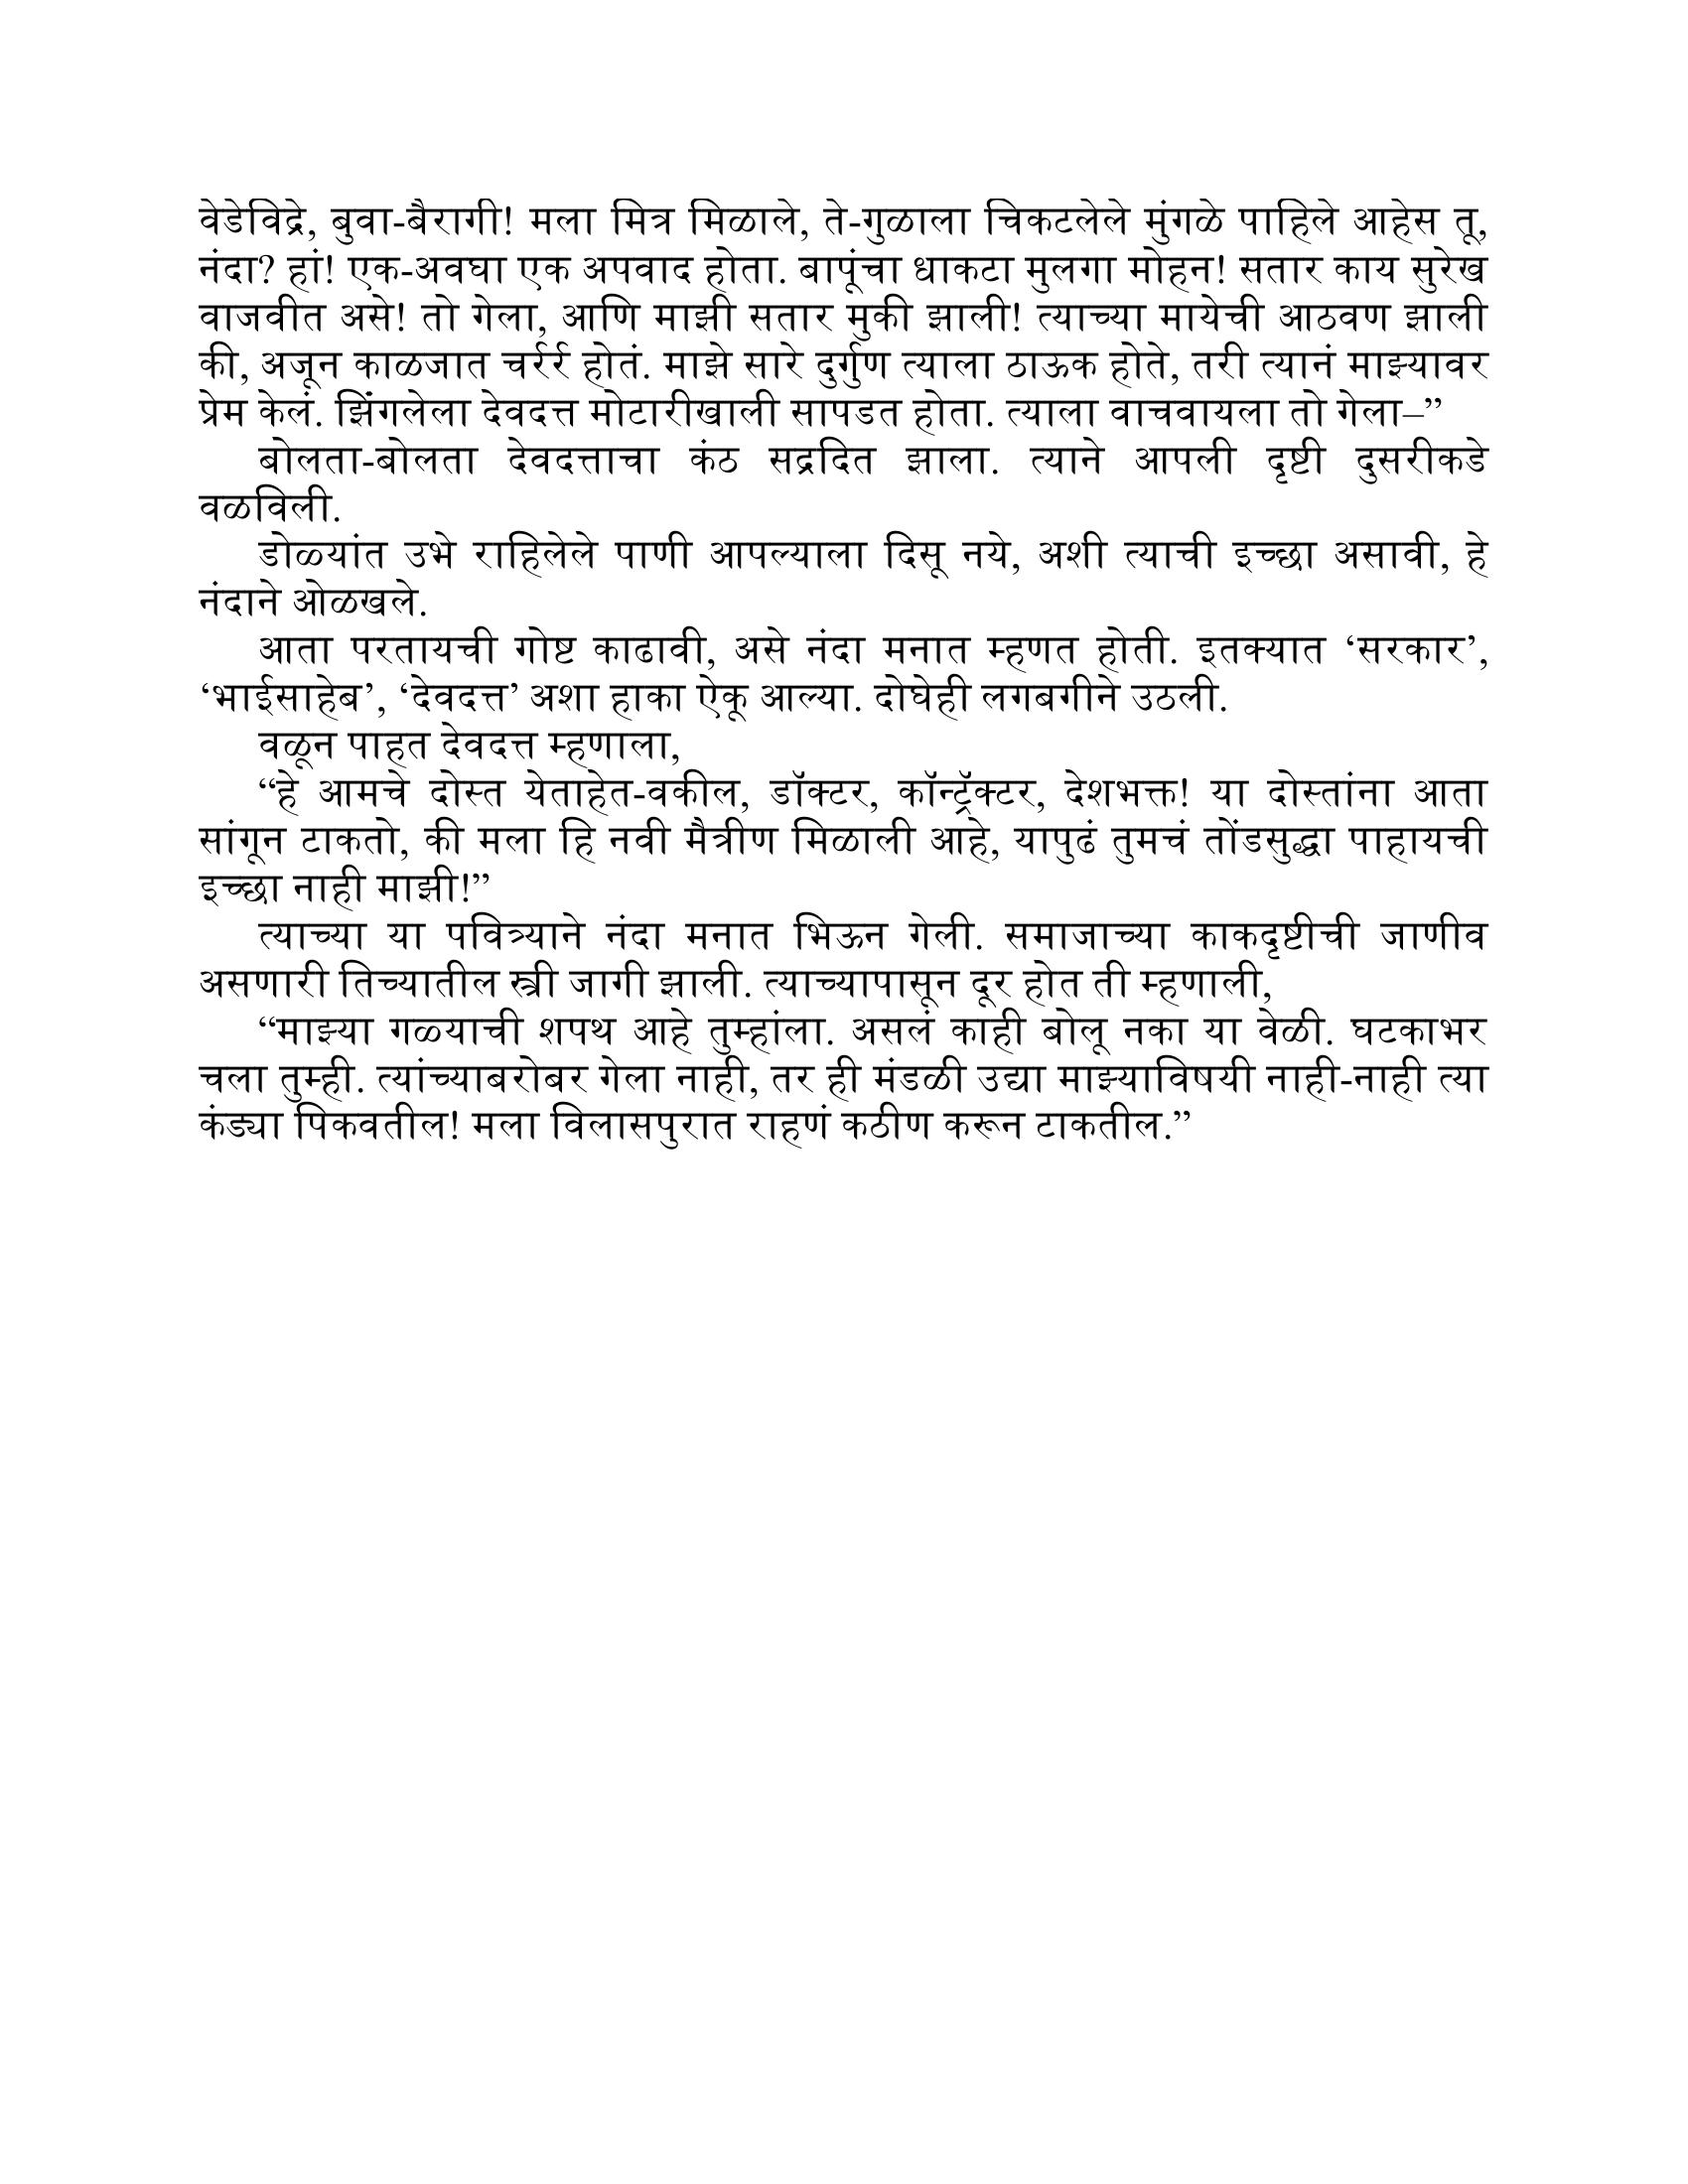 वेडेविद्रे, बुवा-बैरागी! मला मित्र मिळाले, ते-गुळाला चिकटलेले मुंगळे पाहिले आहेस तू,
नंदा? हां! एक-अवघा एक अपवाद होता. बापूंचा धाकटा मुलगा मोहन! सतार काय सुरेख
वाजवीत असे! तो गेला, आणि माझी सतार मुकी झाली! त्याच्या मायेची आठवण झाली
की, अजून काळजात चर्रर्र होतं. माझे सारे दुर्गुण त्याला ठाऊक होते, तरी त्यानं माझ्यावर
प्रेम केलं. झिंगलेला देवदत्त मोटारीखाली सापडत होता. त्याला वाचवायला तो गेला–”
बोलता-बोलता देवदत्ताचा कंठ सद्रदित झाला. त्याने आपली दृष्टी दुसरीकडे
वळविली.
डोळ्यांत उभे राहिलेले पाणी आपल्याला दिसू नये, अशी त्याची इच्छा असावी, हे
नंदाने ओळखले.
आता परतायची गोष्ट काढावी, असे नंदा मनात म्हणत होती. इतक्यात ‘सरकार’,
‘भाईसाहेब’, ‘देवदत्त’ अशा हाका ऐकू आल्या. दोघेही लगबगीने उठली.
वळून पाहत देवदत्त म्हणाला,
“हे आमचे दोस्त येताहेत-वकील, डॉक्टर, कॉन्ट्रॅक्टर, देशभक्त! या दोस्तांना आता
सांगून टाकतो, की मला हि नवी मैत्रीण मिळाली आहे, यापुढं तुमचं तोंडसुद्धा पाहायची
इच्छा नाही माझी!”
त्याच्या या पवित्र्याने नंदा मनात भिऊन गेली. समाजाच्या काकदृष्टीची जाणीव
असणारी तिच्यातील स्त्री जागी झाली. त्याच्यापासून दूर होत ती म्हणाली,
“माझ्या गळ्याची शपथ आहे तुम्हांला. असलं काही बोलू नका या वेळी. घटकाभर
चला तुम्ही. त्यांच्याबरोबर गेला नाही, तर ही मंडळी उद्या माझ्याविषयी नाही-नाही त्या
कंड्या पिकवतील! मला विलासपुरात राहणं कठीण करून टाकतील.”